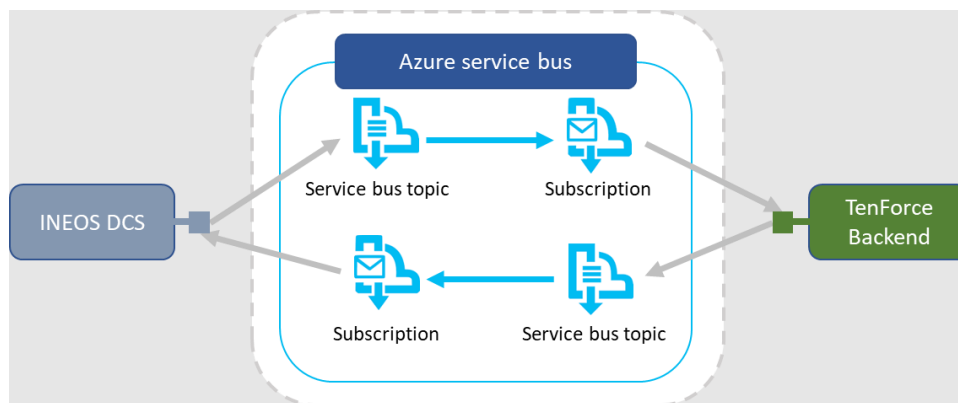 Azure service bus
Service bus topic
Subscription
INEOS DCS
TenForce
Backend
Subscription
Service bus topic